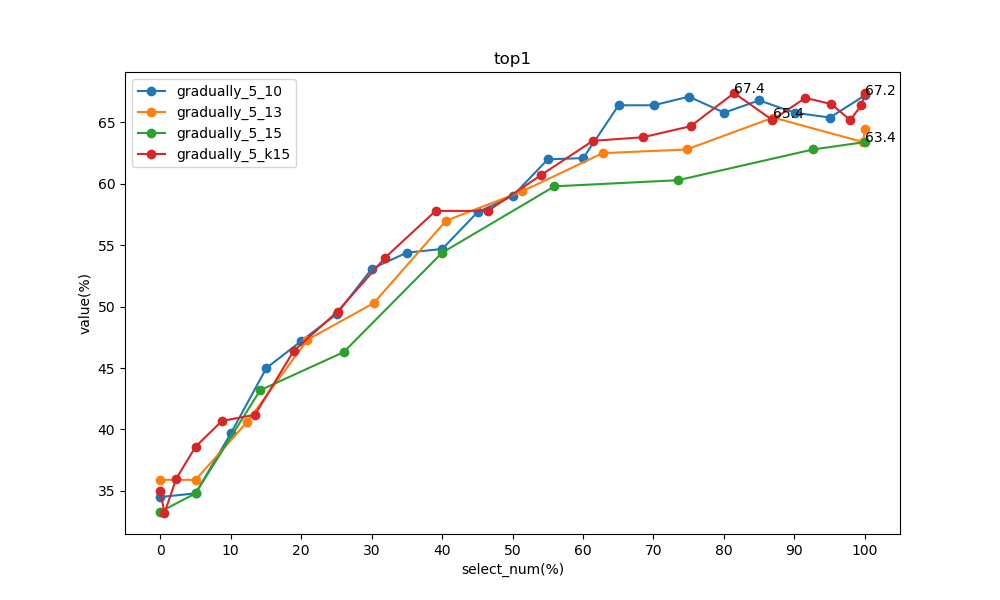 top1
gradually_5_10
gradually_5_13
gradually_5_15
gradually_5_k15
67.4
67.2
65.4
63.4
65
60
55
50
45
40
35
value(%)
0 10 20 30 40 50 60 70 80 90 100
select_num(%)